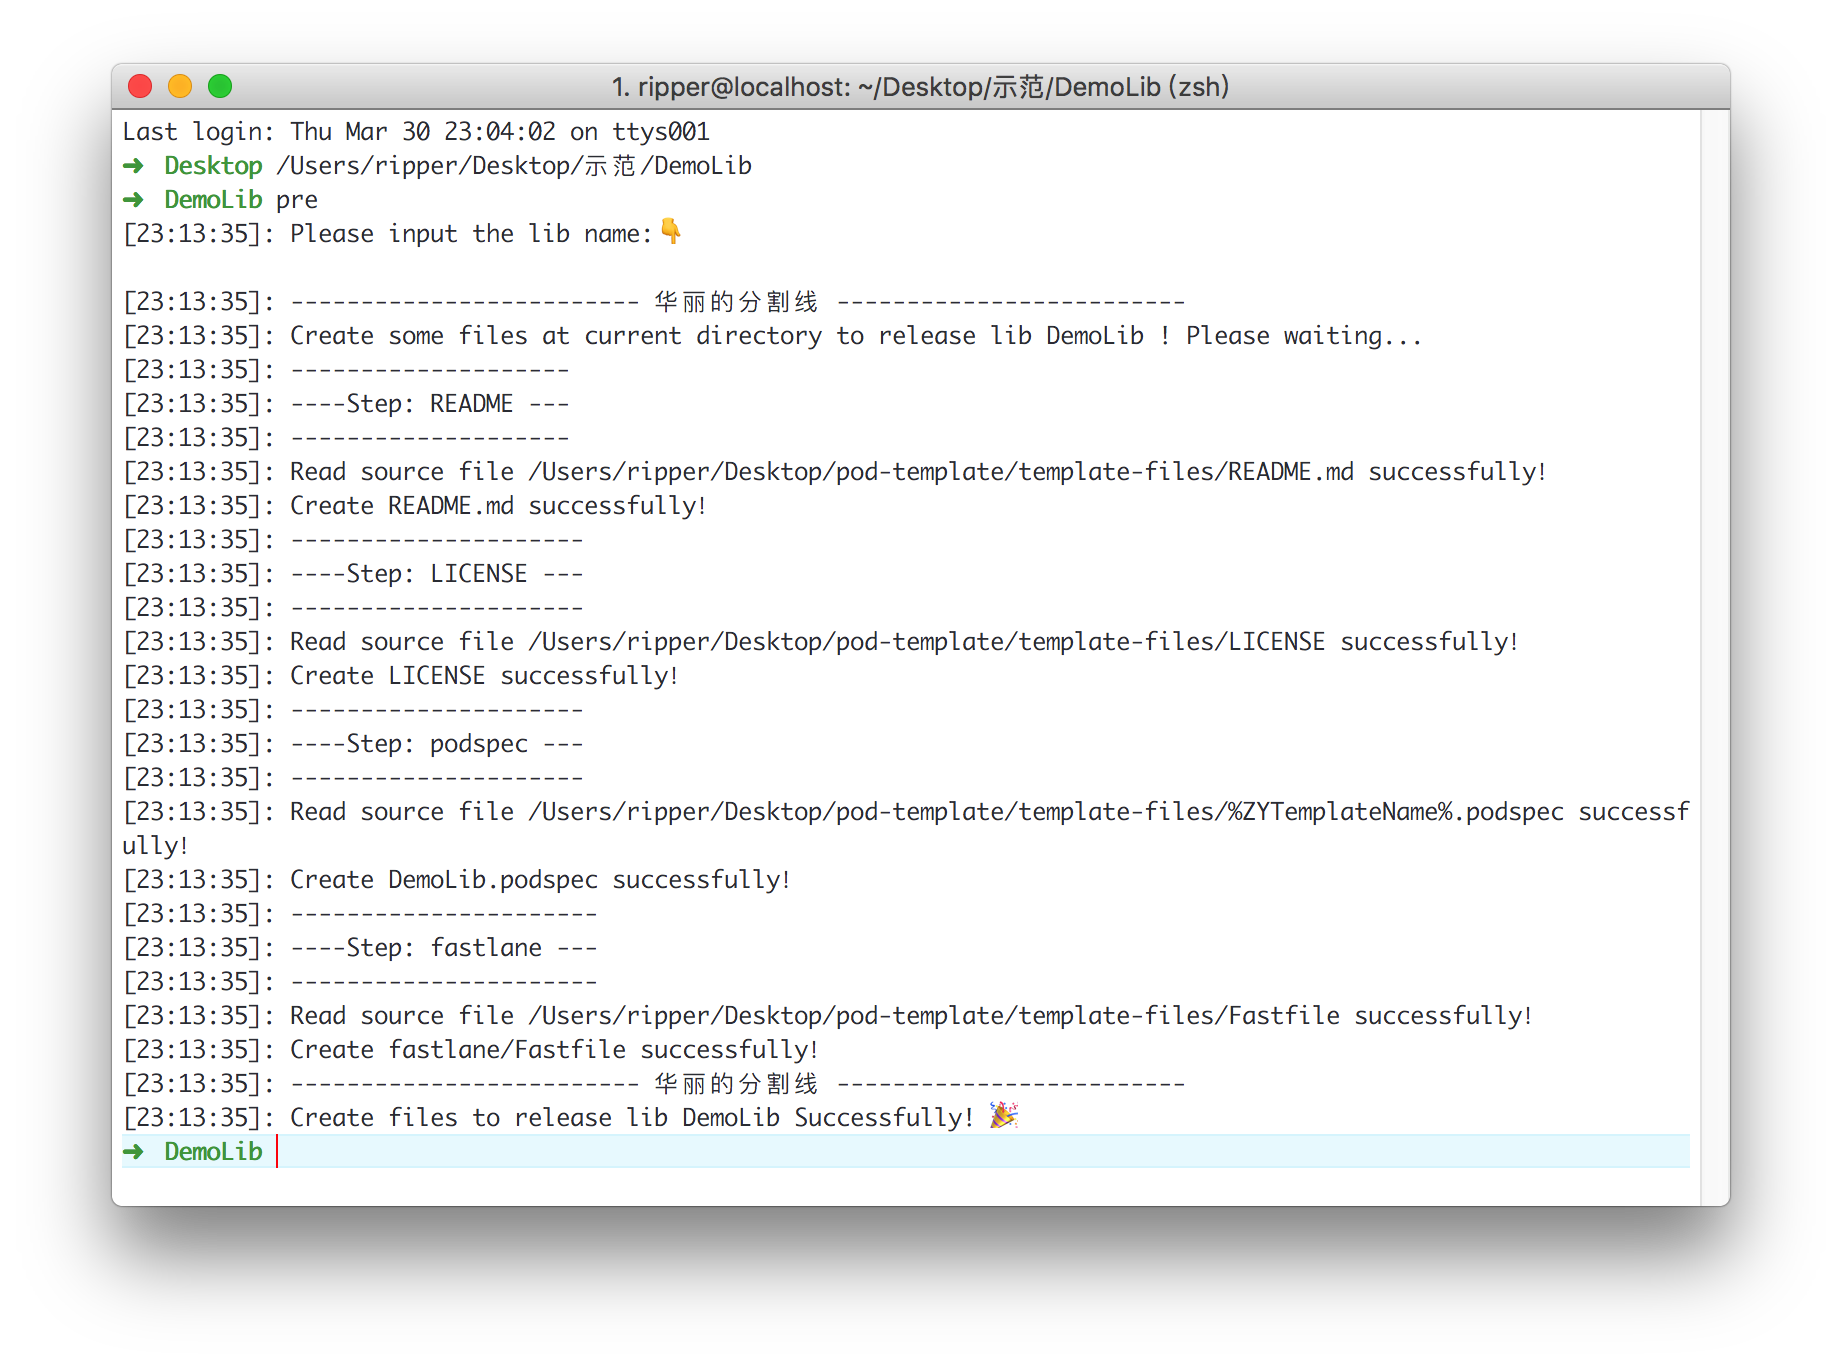 1. ripper@localhost: ~/Desktop/示范/DemoLib (zsh)
Last login: Thu Mar 30 23:04:02 on ttys001
➜  Desktop /Users/ripper/Desktop/示范/DemoLib
➜  DemoLib pre
[23:13:35]: Please input the lib name:👇
[23:13:35]: ------------------------- 华丽的分割线 -------------------------
[23:13:35]: Create some files at current directory to release lib DemoLib ! Please waiting...
[23:13:35]: --------------------
[23:13:35]: ----Step: README ---
[23:13:35]: --------------------
[23:13:35]: Read source file /Users/ripper/Desktop/pod-template/template-files/README.md successfully!
[23:13:35]: Create README.md successfully!
[23:13:35]: ---------------------
[23:13:35]: ----Step: LICENSE ---
[23:13:35]: ---------------------
[23:13:35]: Read source file /Users/ripper/Desktop/pod-template/template-files/LICENSE successfully!
[23:13:35]: Create LICENSE successfully!
[23:13:35]: ---------------------
[23:13:35]: ----Step: podspec ---
[23:13:35]: ---------------------
[23:13:35]: Read source file /Users/ripper/Desktop/pod-template/template-files/%ZYTemplateName%.podspec successf
ully!
[23:13:35]: Create DemoLib.podspec successfully!
[23:13:35]: ----------------------
[23:13:35]: ----Step: fastlane ---
[23:13:35]: ----------------------
[23:13:35]: Read source file /Users/ripper/Desktop/pod-template/template-files/Fastfile successfully!
[23:13:35]: Create fastlane/Fastfile successfully!
[23:13:35]: ------------------------- 华丽的分割线 -------------------------
[23:13:35]: Create files to release lib DemoLib Successfully! 🎉
➜  DemoLib